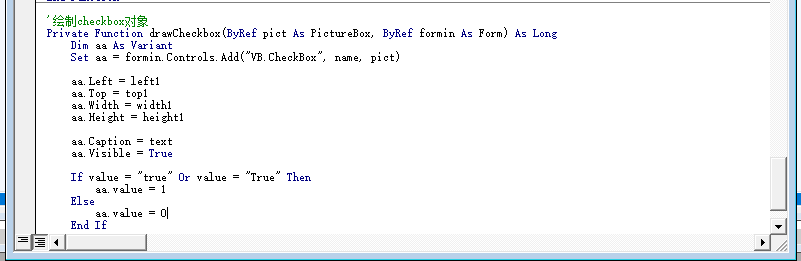 '绘制checkbox对象
Private Function drawCheckbox(ByRef pict As PictureBox, ByRef formin As Form) As Long
Dim aa As Variant
Set aa = formin.Controls.Add("VB.CheckBox", name, pict)
aa.Left = left1
aa.Top = top1
aa.Width = width1
aa.Height = height1
aa.Caption = text
aa.Visible = True
If value = "true" Or value = "True" Then
aa.value = 1
Else
aa.value = 0
End If